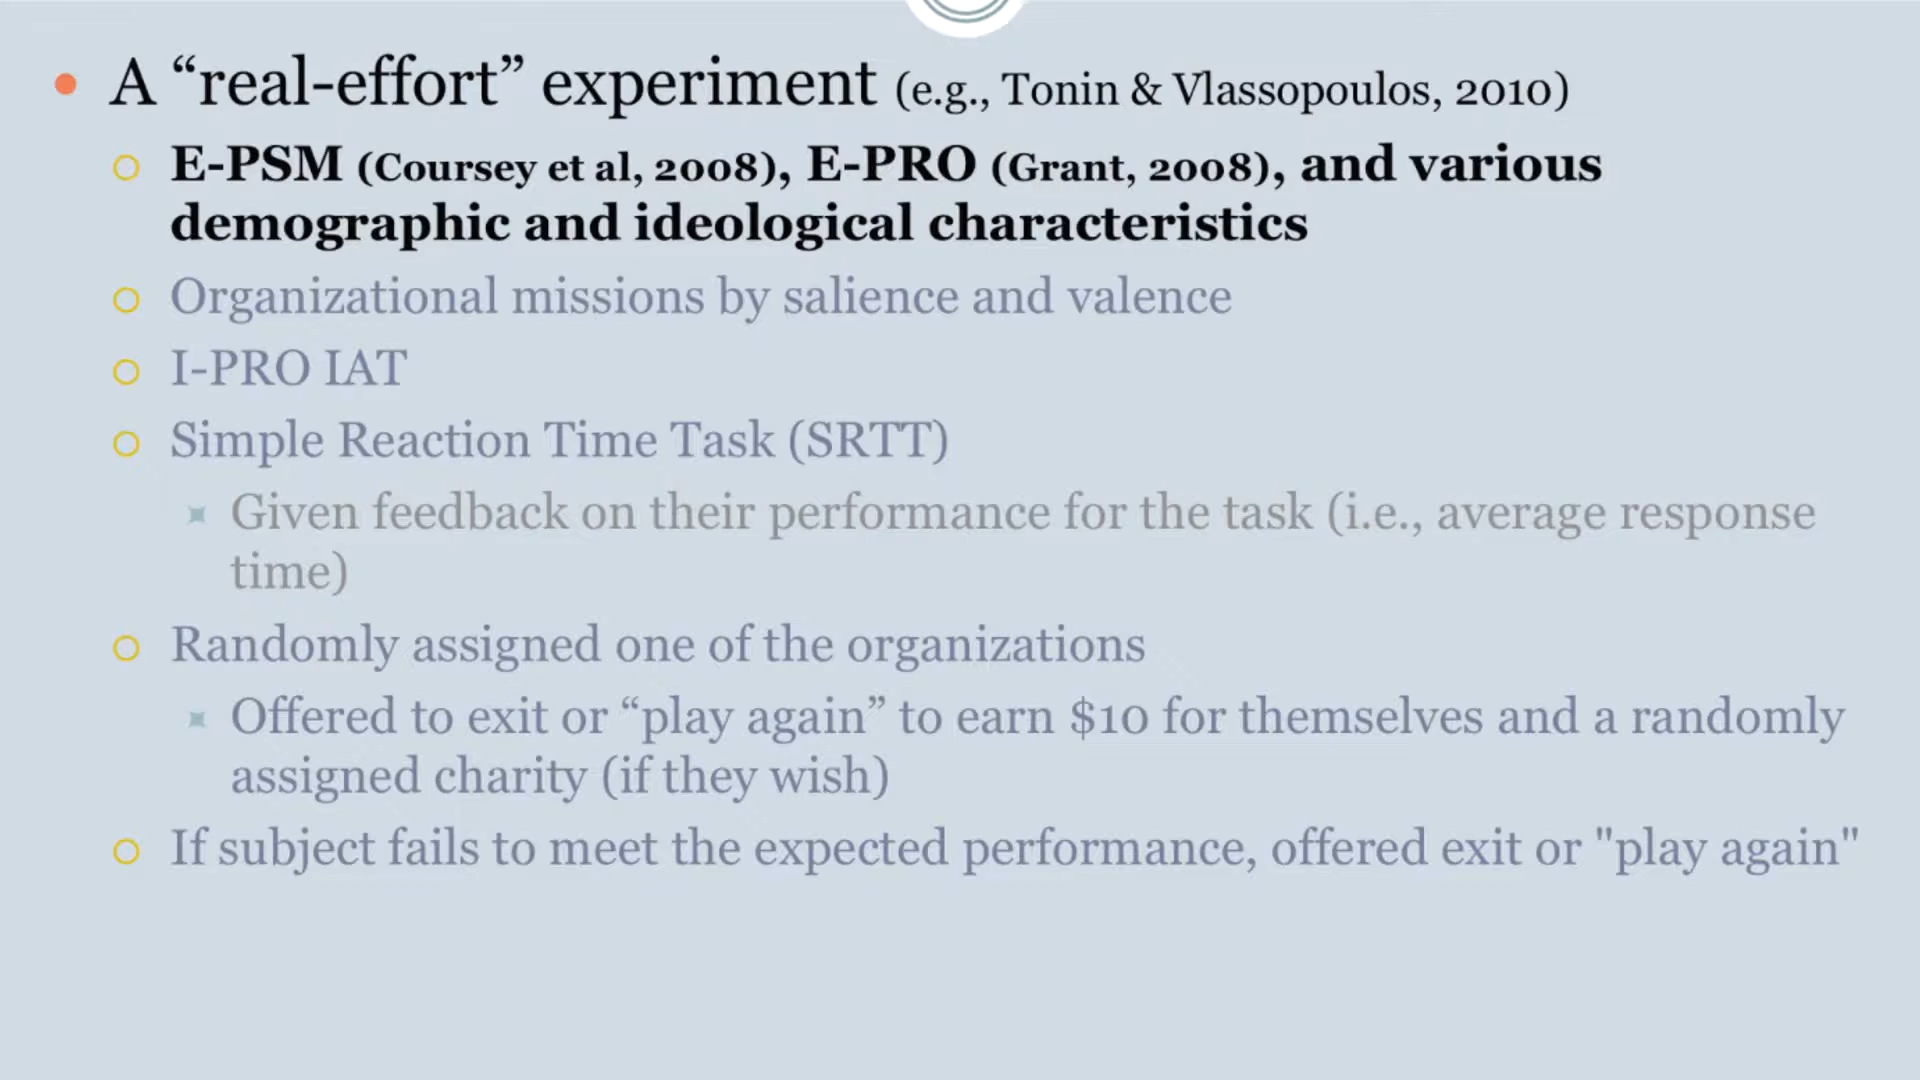 A “real-effort” experiment (e.g., Tonin & Vlassopoulos, 2010)
E-PSM (Coursey et al, 2008), E-PRO (Grant, 2008), and various
demographic and ideological characteristics
Organizational missions by salience and valence
I-PRO IAT
Simple Reaction Time Task (SRTT)
Given feedback on their performance for the task (i.e., average response
time)
Randomly assigned one of the organizations
Offered to exit or “play again” to earn $10 for themselves and a randomly
assigned charity (if they wish)
If subject fails to meet the expected performance, offered exit or "play again"